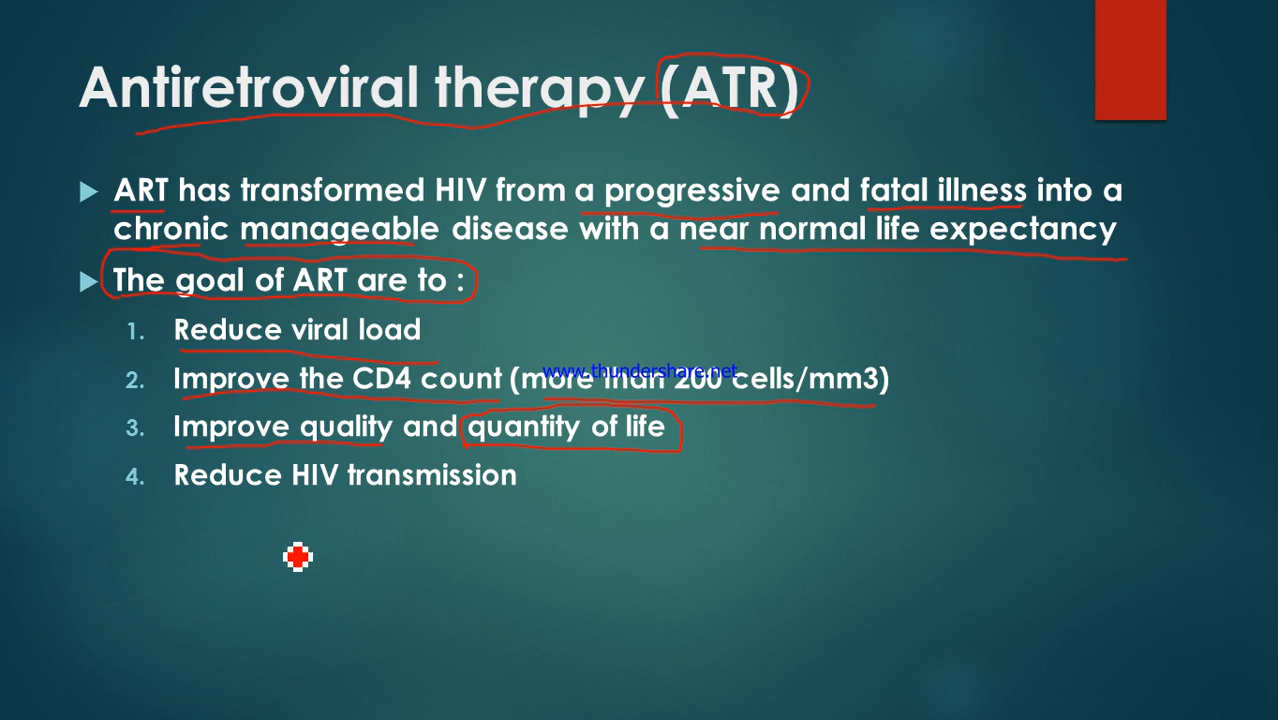 Antiretroviral therapy (ATR)
ART has transformed HIV from a progressive and fatal illness into a
chronic manageable disease with a near normal life expectancy
The goal of ART are to :
1. Reduce viral load
www.thundershare.net
2. Improve the CD4 count (more than 200 cells/mm3)
3. Improve quality and quantity of life
4. Reduce HIV transmission